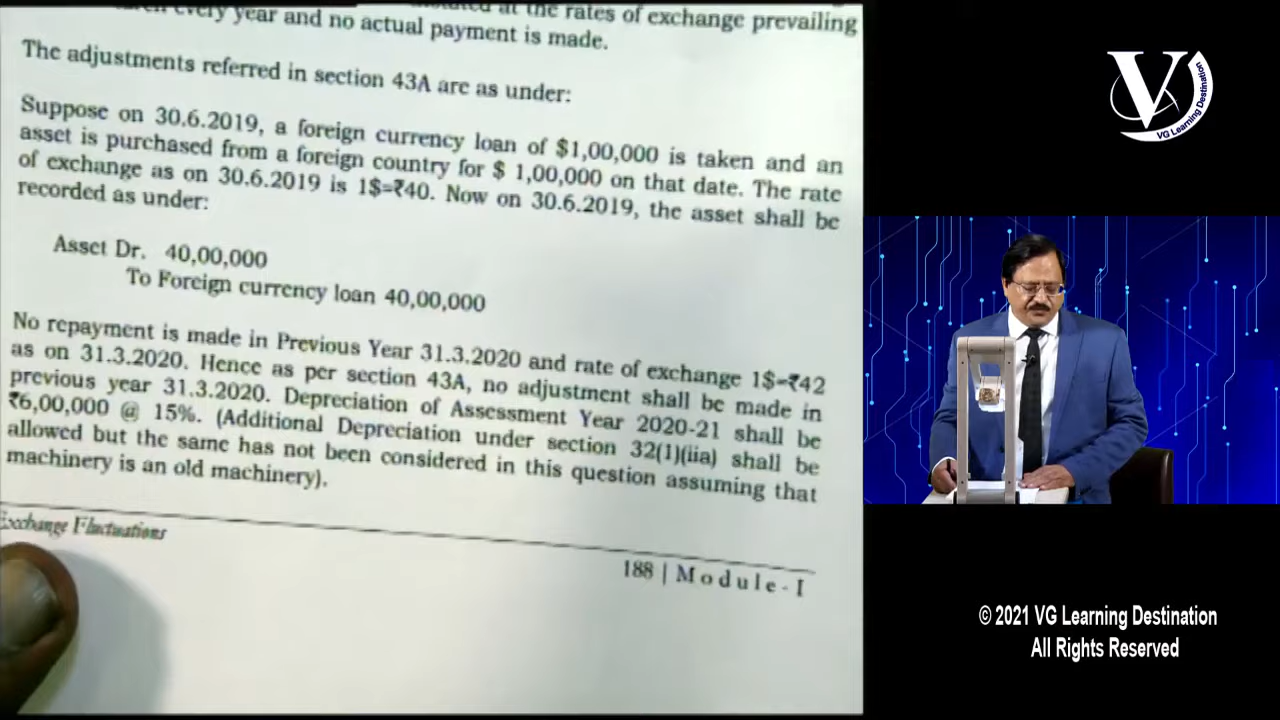 every year and no actual payment is made.
at the rates of exchange prevailing
The adjustments referred in section 43A are as under:
Suppose on 30.6.2019, a foreign currency loan of $1,00,000 is taken and an
asset is purchased from a foreign country for $ 1,00,000 on that date. The rate
of exchange as on 30.6.2019 is 1$=₹40. Now on 30.6.2019, the asset shall be
recorded as under:
Asset Dr. 40,00,000
To Foreign currency loan 40,00,000
No repayment is made in Previous Year 31.3.2020 and rate of exchange 1$=₹42
as on 31.3.2020. Hence as per section 43A, no adjustment shall be made in
previous year 31.3.2020. Depreciation of Assessment Year 2020-21 shall be
₹6,00,000 @ 15%. (Additional Depreciation under section 32(1)(iia) shall be
allowed but the same has not been considered in this question assuming that
machinery is an old machinery).
Exchange Fluctuations
188 | Module - I
V
VG Learning Destination
© 2021 VG Learning Destination
All Rights Reserved